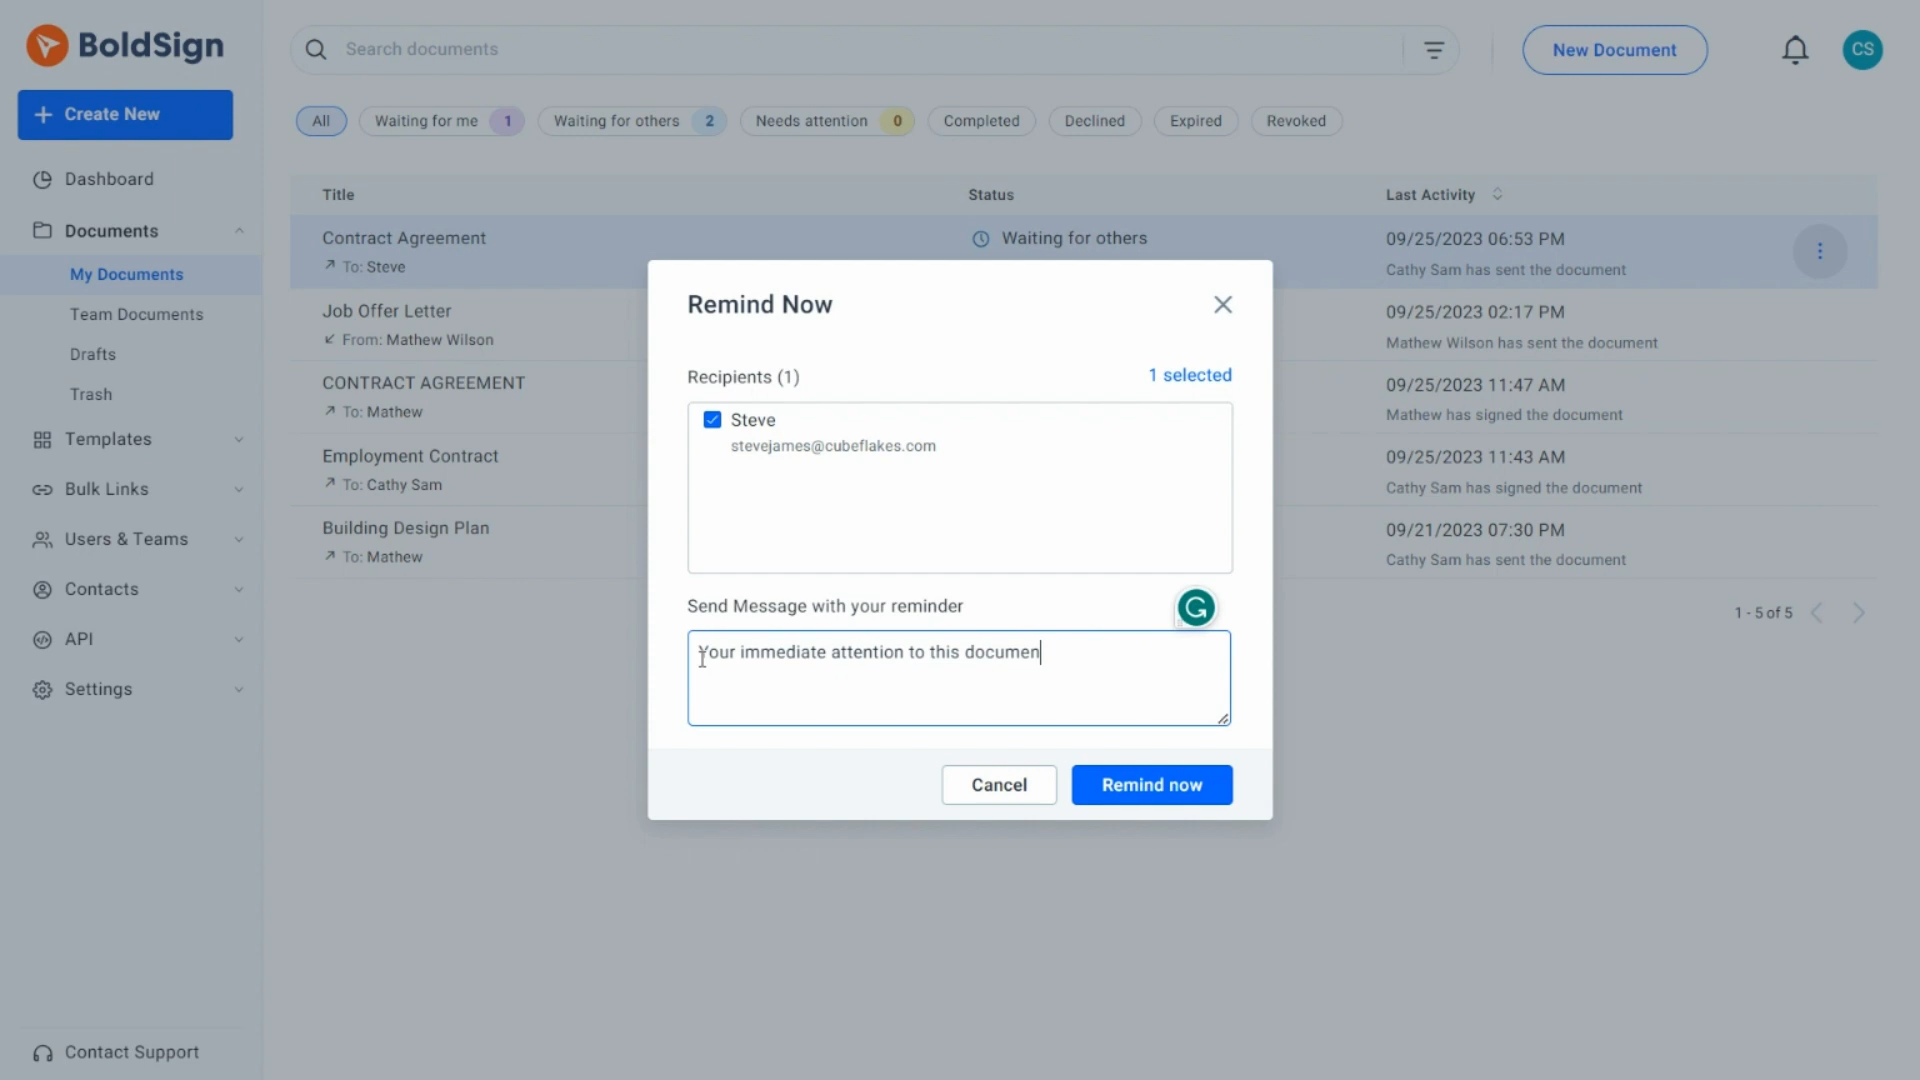 BoldSign
Search documents
New Document
CS
Create New
All
Waiting for me 1
Waiting for others 2
Needs attention 0
Completed
Declined
Expired
Revoked
Dashboard
Documents
My Documents
Team Documents
Drafts
Trash
Templates
Bulk Links
Users & Teams
Contacts
API
Settings
Contact Support
Title
Status
Last Activity
Contract Agreement
To: Steve
Waiting for others
09/25/2023 06:53 PM
Cathy Sam has sent the document
Job Offer Letter
From: Mathew Wilson
09/25/2023 02:17 PM
Mathew Wilson has sent the document
CONTRACT AGREEMENT
To: Mathew
09/25/2023 11:47 AM
Mathew has signed the document
Employment Contract
To: Cathy Sam
09/25/2023 11:43 AM
Cathy Sam has signed the document
Building Design Plan
To: Mathew
09/21/2023 07:30 PM
Cathy Sam has sent the document
1 - 5 of 5
Remind Now
Recipients (1)
1 selected
Steve
stevejames@cubeflakes.com
Send Message with your reminder
Your immediate attention to this documen
Cancel
Remind now